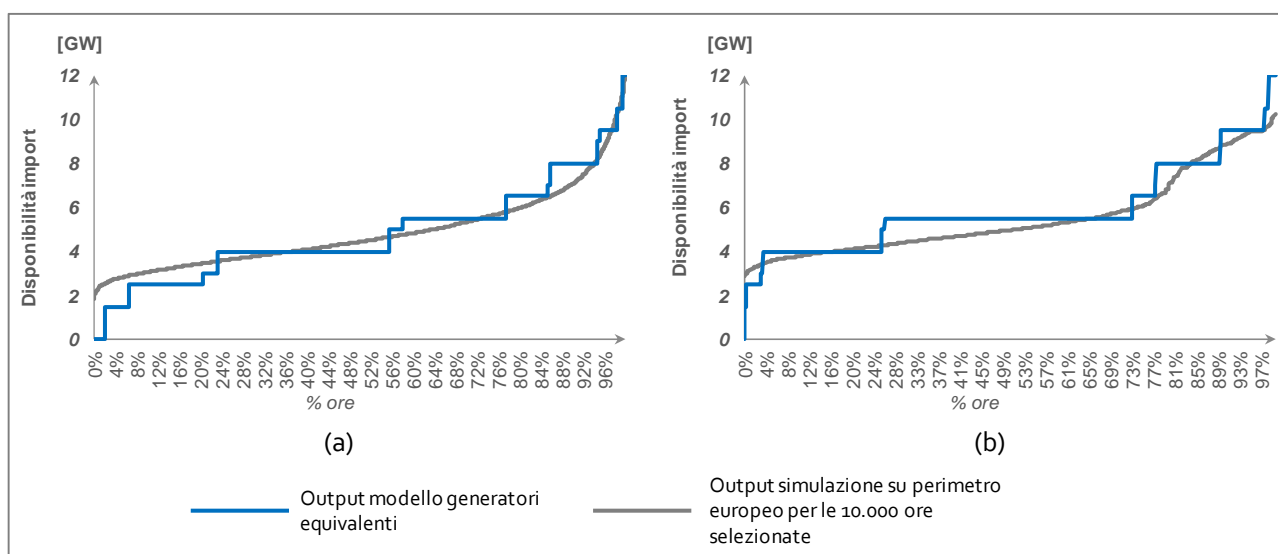 [GW]
12
10
8
6
4
2
0
Disponibilità import
0% 4% 8% 12% 16% 20% 24% 28% 32% 36% 40% 44% 48% 52% 56% 60% 64% 68% 72% 76% 80% 84% 88% 92% 96%
% ore
(a)
[GW]
12
10
8
6
4
2
0
Disponibilità import
0% 4% 8% 12% 16% 20% 24% 28% 32% 36% 41% 45% 49% 53% 57% 61% 65% 69% 73% 77% 81% 85% 89% 93% 97%
% ore
(b)
Output modello generatori
equivalenti
Output simulazione su perimetro
europeo per le 10.000 ore
selezionate